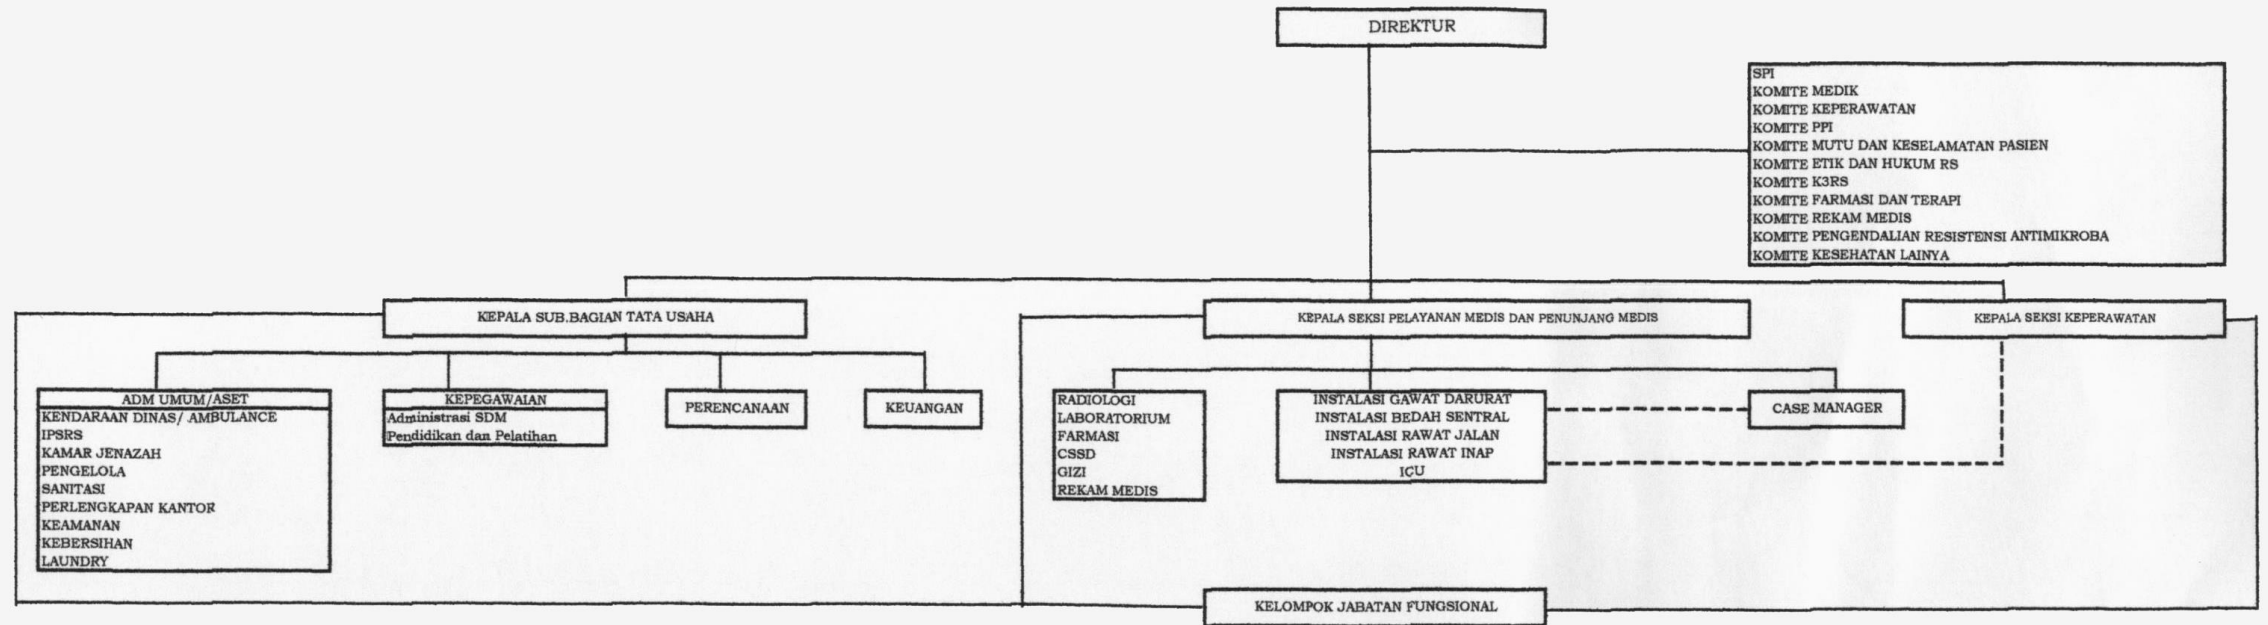 DIREKTUR
SPI
KOMITE MEDIK
KOMITE KEPERAWATAN
KOMITE PPI
KOMITE MUTU DAN KESELAMATAN PASIEN
KOMITE ETIK DAN HUKUM RS
KOMITE K3RS
KOMITE FARMASI DAN TERAPI
KOMITE REKAM MEDIS
KOMITE PENGENDALIAN RESISTENSI ANTIMIKROBA
KOMITE KESEHATAN LAINYA
KEPALA SUB.BAGIAN TATA USAHA
KEPALA SEKSI PELAYANAN MEDIS DAN PENUNJANG MEDIS
KEPALA SEKSI KEPERAWATAN
ADM UMUM/ASET
KENDARAAN DINAS/ AMBULANCE
IPSRS
KAMAR JENAZAH
PENGELOLA
SANITASI
PERLENGKAPAN KANTOR
KEAMANAN
KEBERSIHAN
LAUNDRY
KEPEGAWAIAN
Administrasi SDM
Pendidikan dan Pelatihan
PERENCANAAN
KEUANGAN
RADIOLOGI
LABORATORIUM
FARMASI
CSSD
GIZI
REKAM MEDIS
INSTALASI GAWAT DARURAT
INSTALASI BEDAH SENTRAL
INSTALASI RAWAT JALAN
INSTALASI RAWAT INAP
ICU
CASE MANAGER
KELOMPOK JABATAN FUNGSIONAL